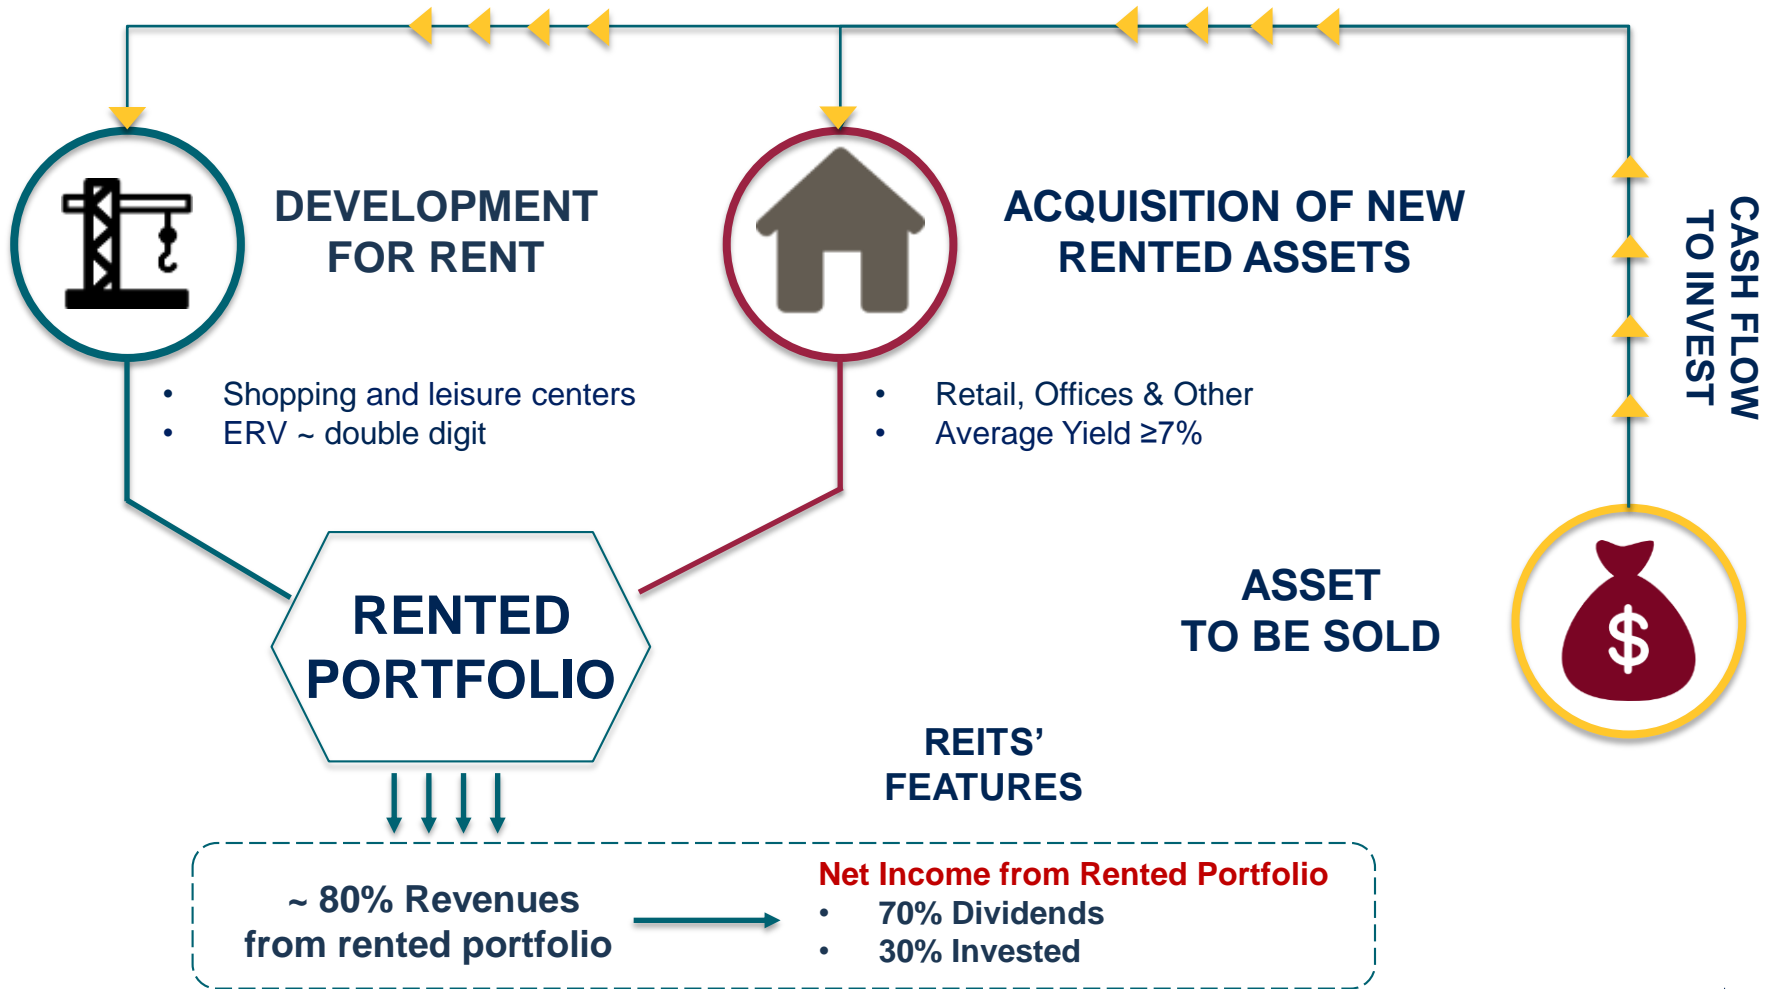 DEVELOPMENT
FOR RENT
• Shopping and leisure centers
• ERV ~ double digit
ACQUISITION OF NEW
RENTED ASSETS
• Retail, Offices & Other
• Average Yield ≥7%
CASH FLOW
TO INVEST
RENTED
PORTFOLIO
ASSET
TO BE SOLD
$
REITS’
FEATURES
~ 80% Revenues
from rented portfolio
Net Income from Rented Portfolio
• 70% Dividends
• 30% Invested